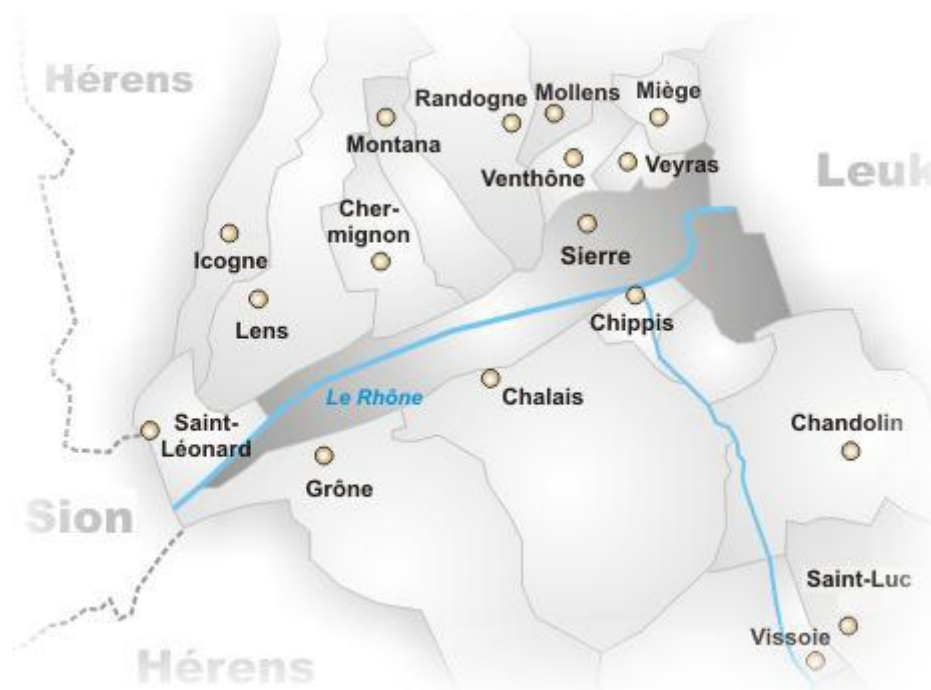 Hérens
Randogne
Mollens
Miège
Montana
Venthône
Veyras
Leuk
Cher-
mignon
Icogne
Sierre
Lens
Chippis
Le Rhône
Chalais
Saint-
Léonard
Chandolin
Grône
Sion
Saint-Luc
Vissoie
Hérens